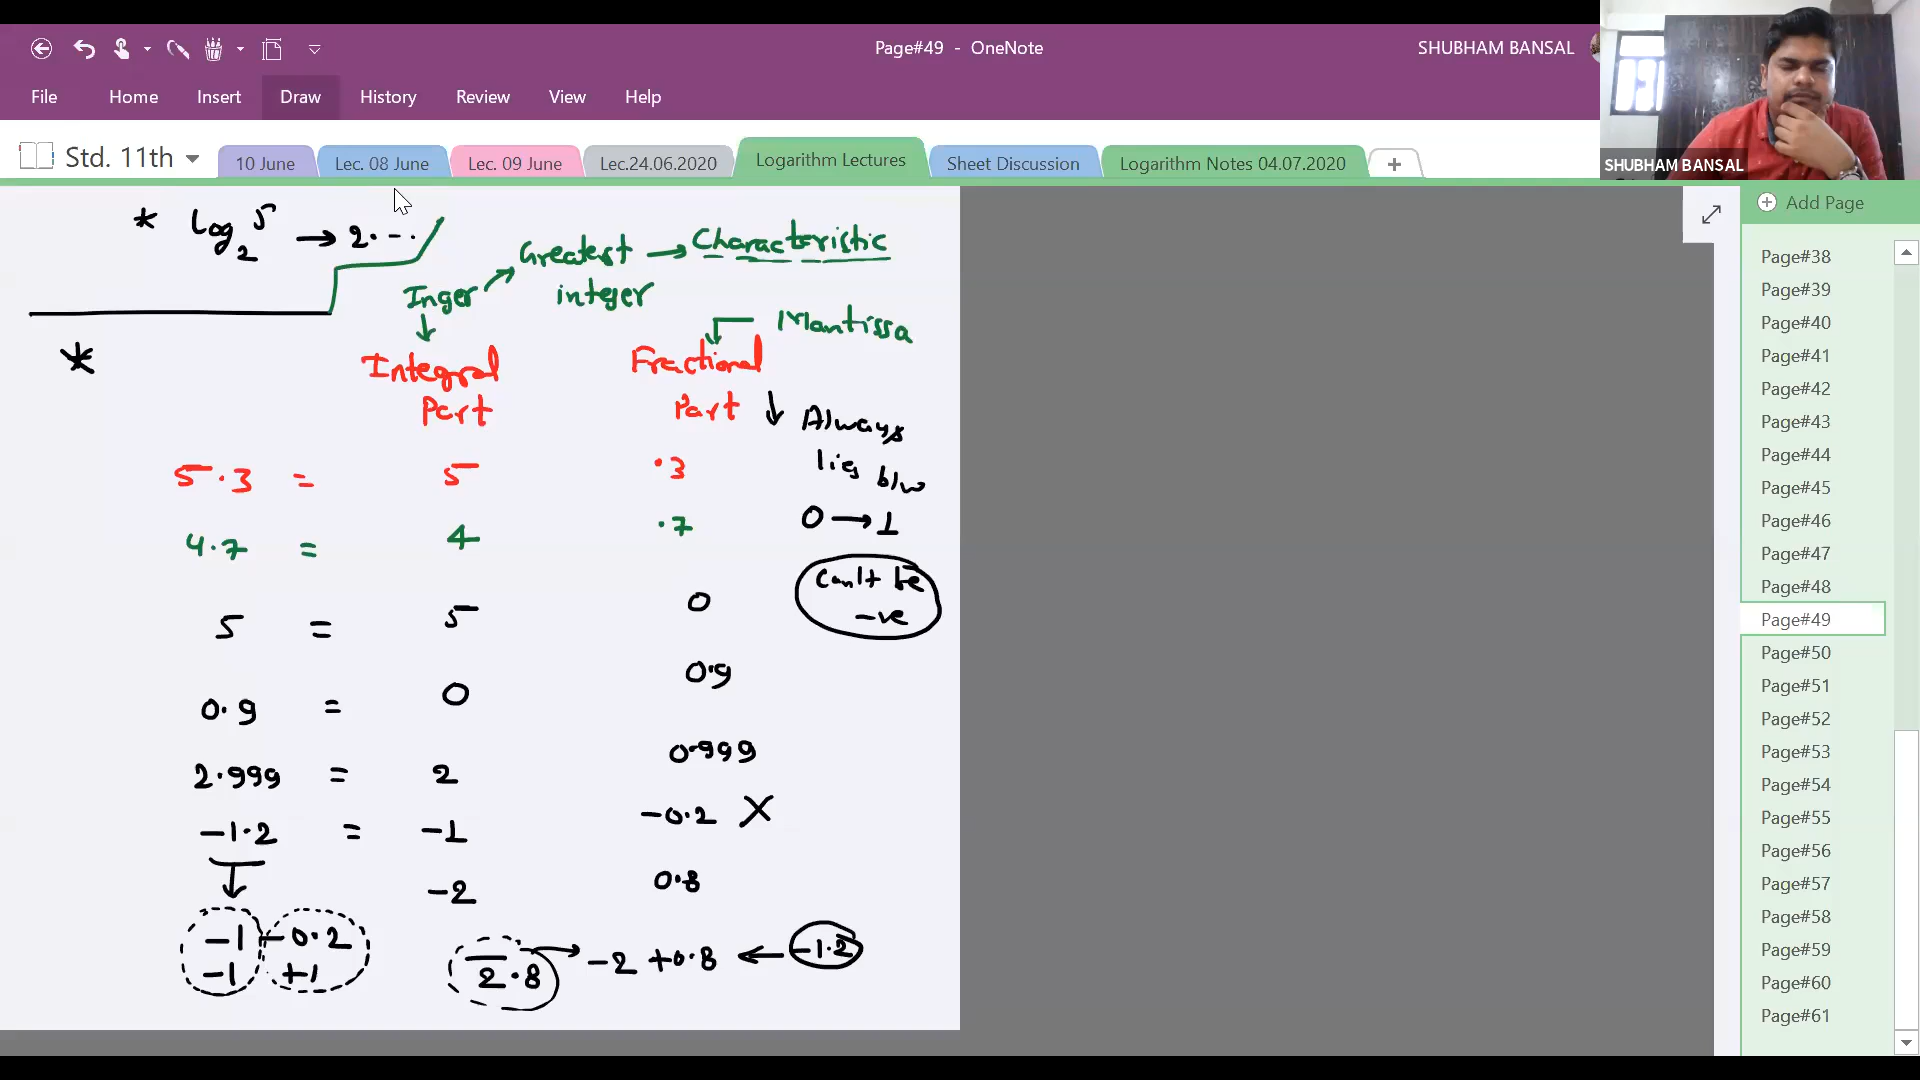 Page#49 - OneNote
SHUBHAM BANSAL
File Home Insert Draw History Review View Help
Std. 11th
10 June
Lec. 08 June
Lec. 09 June
Lec.24.06.2020
Logarithm Lectures
Sheet Discussion
Logarithm Notes 04.07.2020
SHUBHAM BANSAL
* log₂5 → 2.--.
Greatest → Characteristic
Inger
integer
Mantissa
*
Integral Fractional
Part Part
Always
lies b/w
0 → 1
Can't be
-ve
5.3 = 5 .3
4.7 = 4 .7
5 = 5 0
0.9 = 0 0.9
2.999 = 2 0.999
-1.2 = -1 -0.2 X
-2 0.8
-1 -0.2
-1 +1
2̅.8 → -2 +0.8 ← -1.2
Add Page
Page#38
Page#39
Page#40
Page#41
Page#42
Page#43
Page#44
Page#45
Page#46
Page#47
Page#48
Page#49
Page#50
Page#51
Page#52
Page#53
Page#54
Page#55
Page#56
Page#57
Page#58
Page#59
Page#60
Page#61